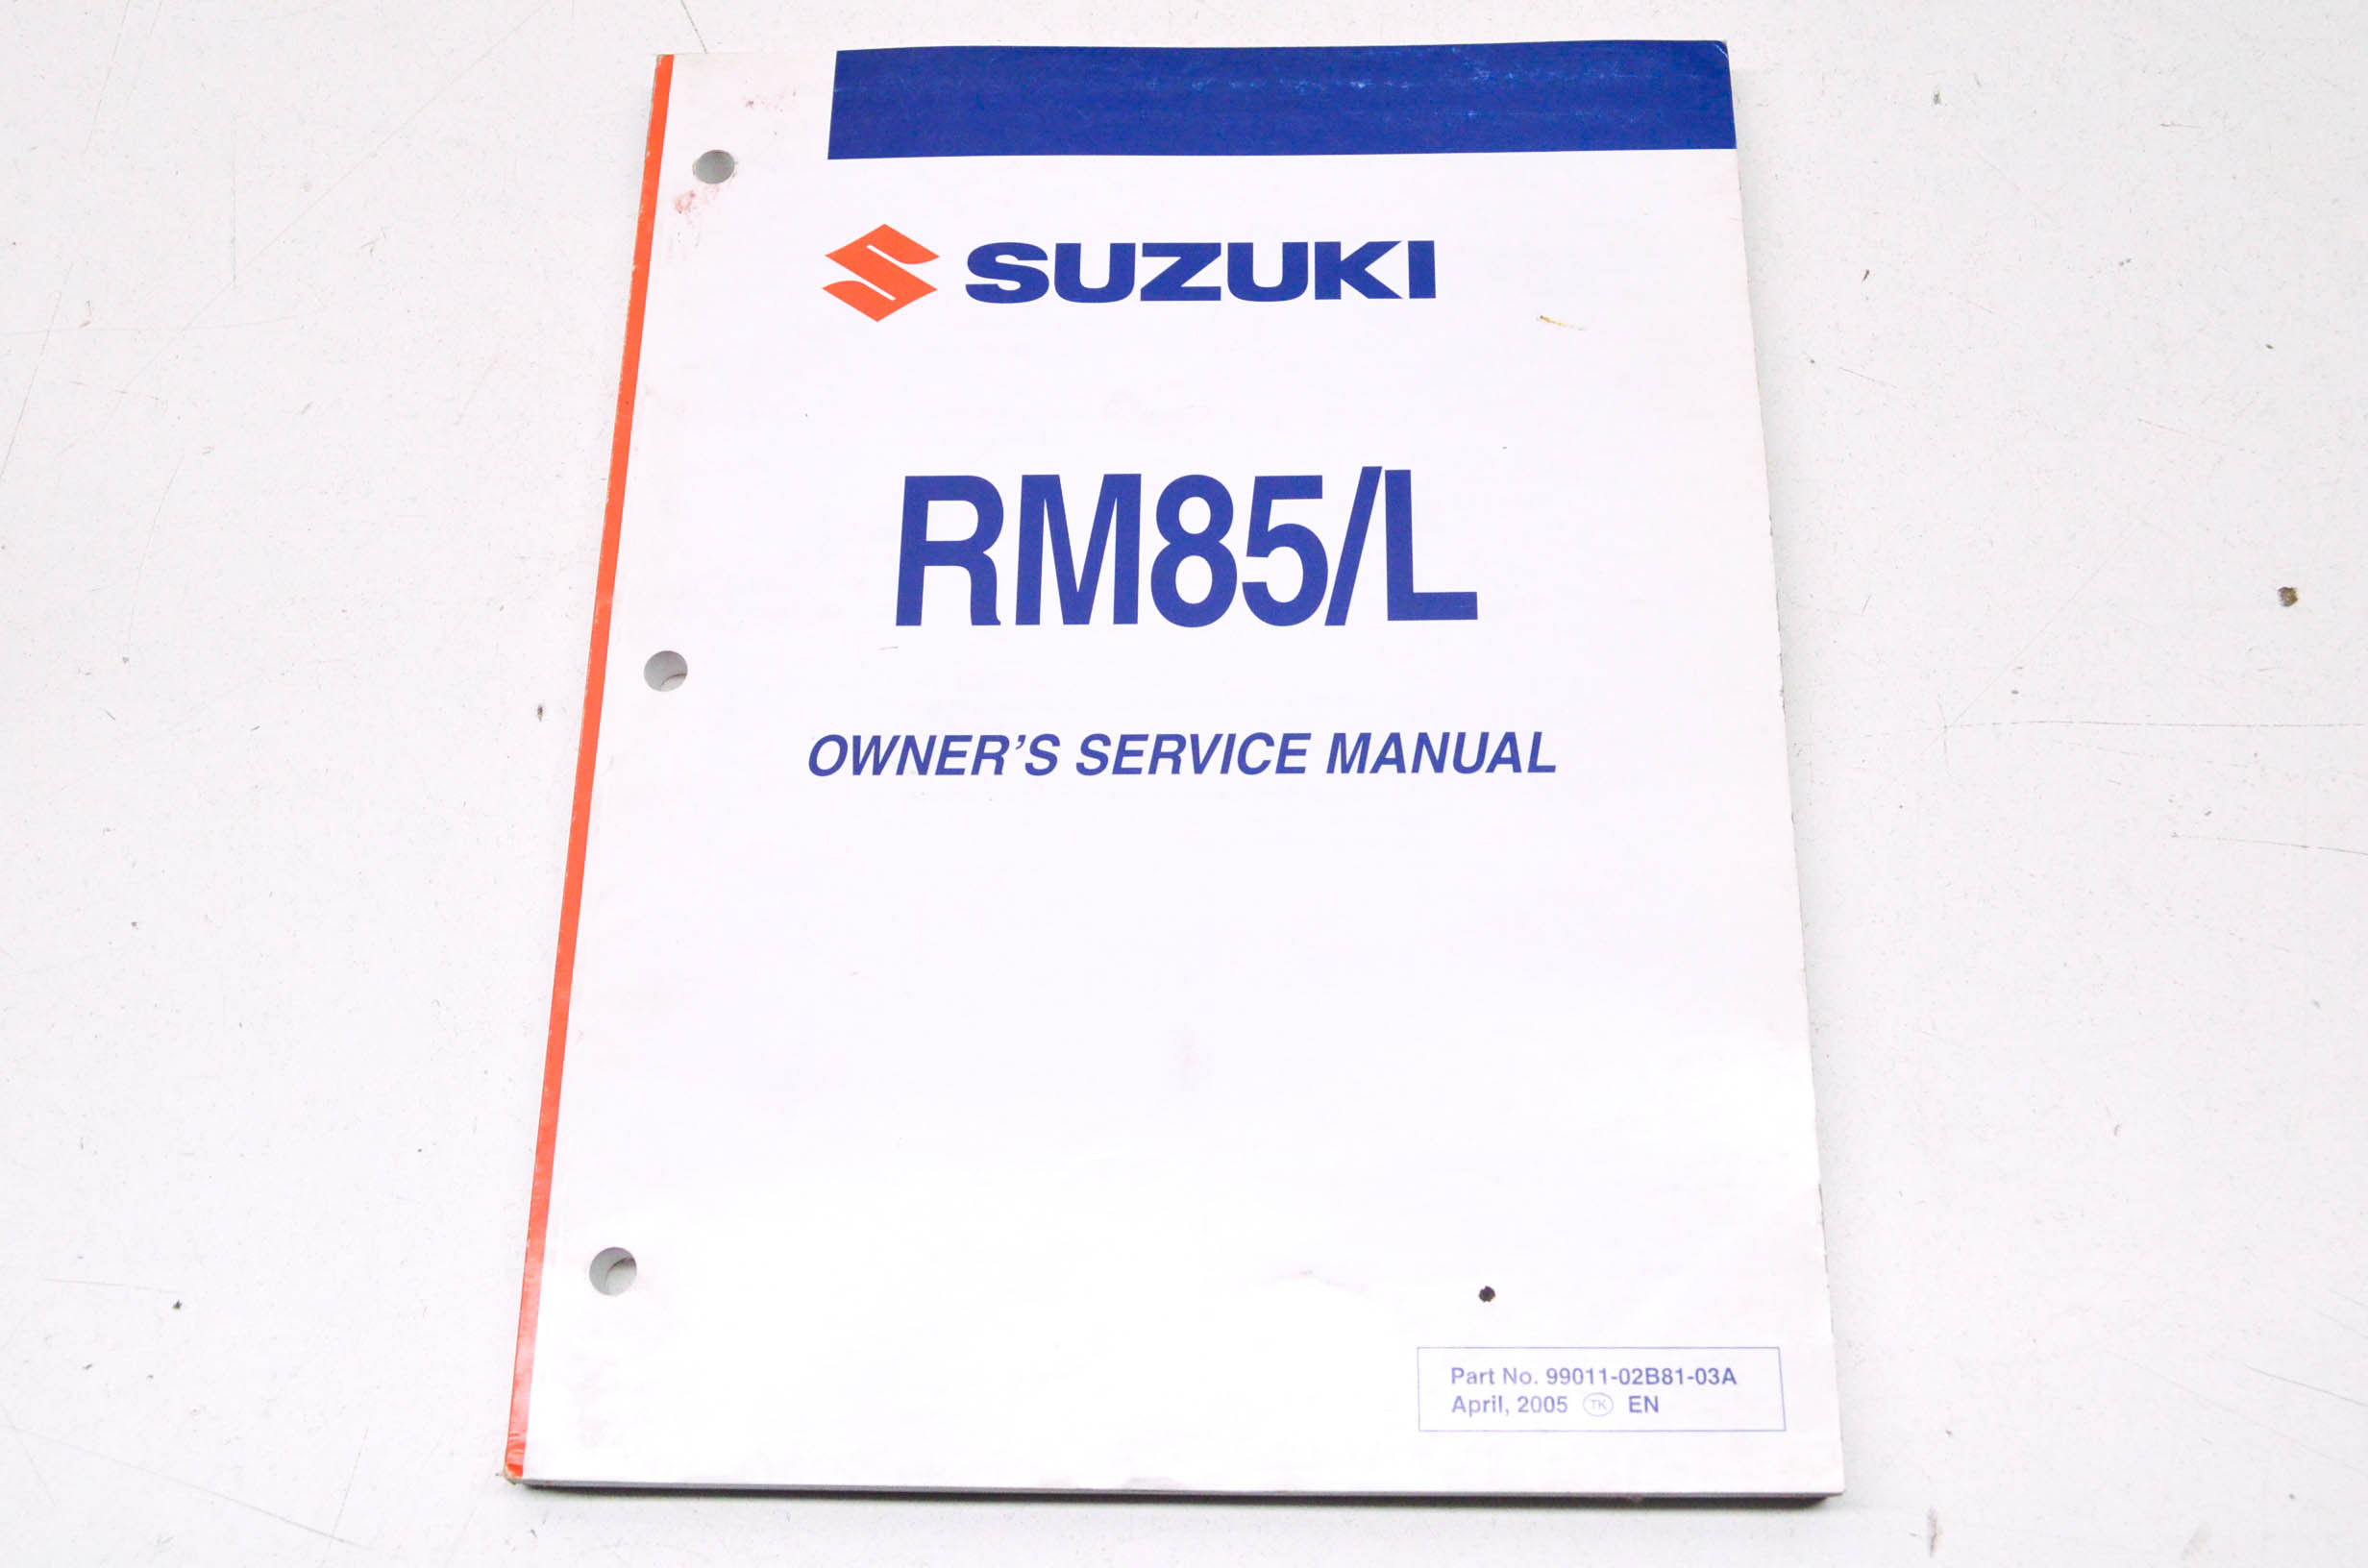 SUZUKI
RM85/L
OWNER’S SERVICE MANUAL
Part No. 99011-02B81-03A
April, 2005 TK EN